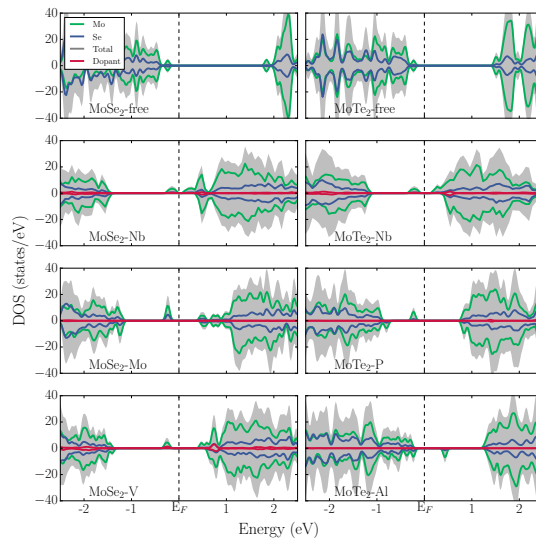 40
20
0
−20
−40
Mo
Se
Total
Dopant
MoSe2-free
MoTe2-free
40
20
0
−20
−40
MoSe2-Nb
MoTe2-Nb
DOS (states/eV)
40
20
0
−20
−40
MoSe2-Mo
MoTe2-P
40
20
0
−20
−40
MoSe2-V
MoTe2-Al
-2 -1 EF 1 2 -2 -1 EF 1 2
Energy (eV)